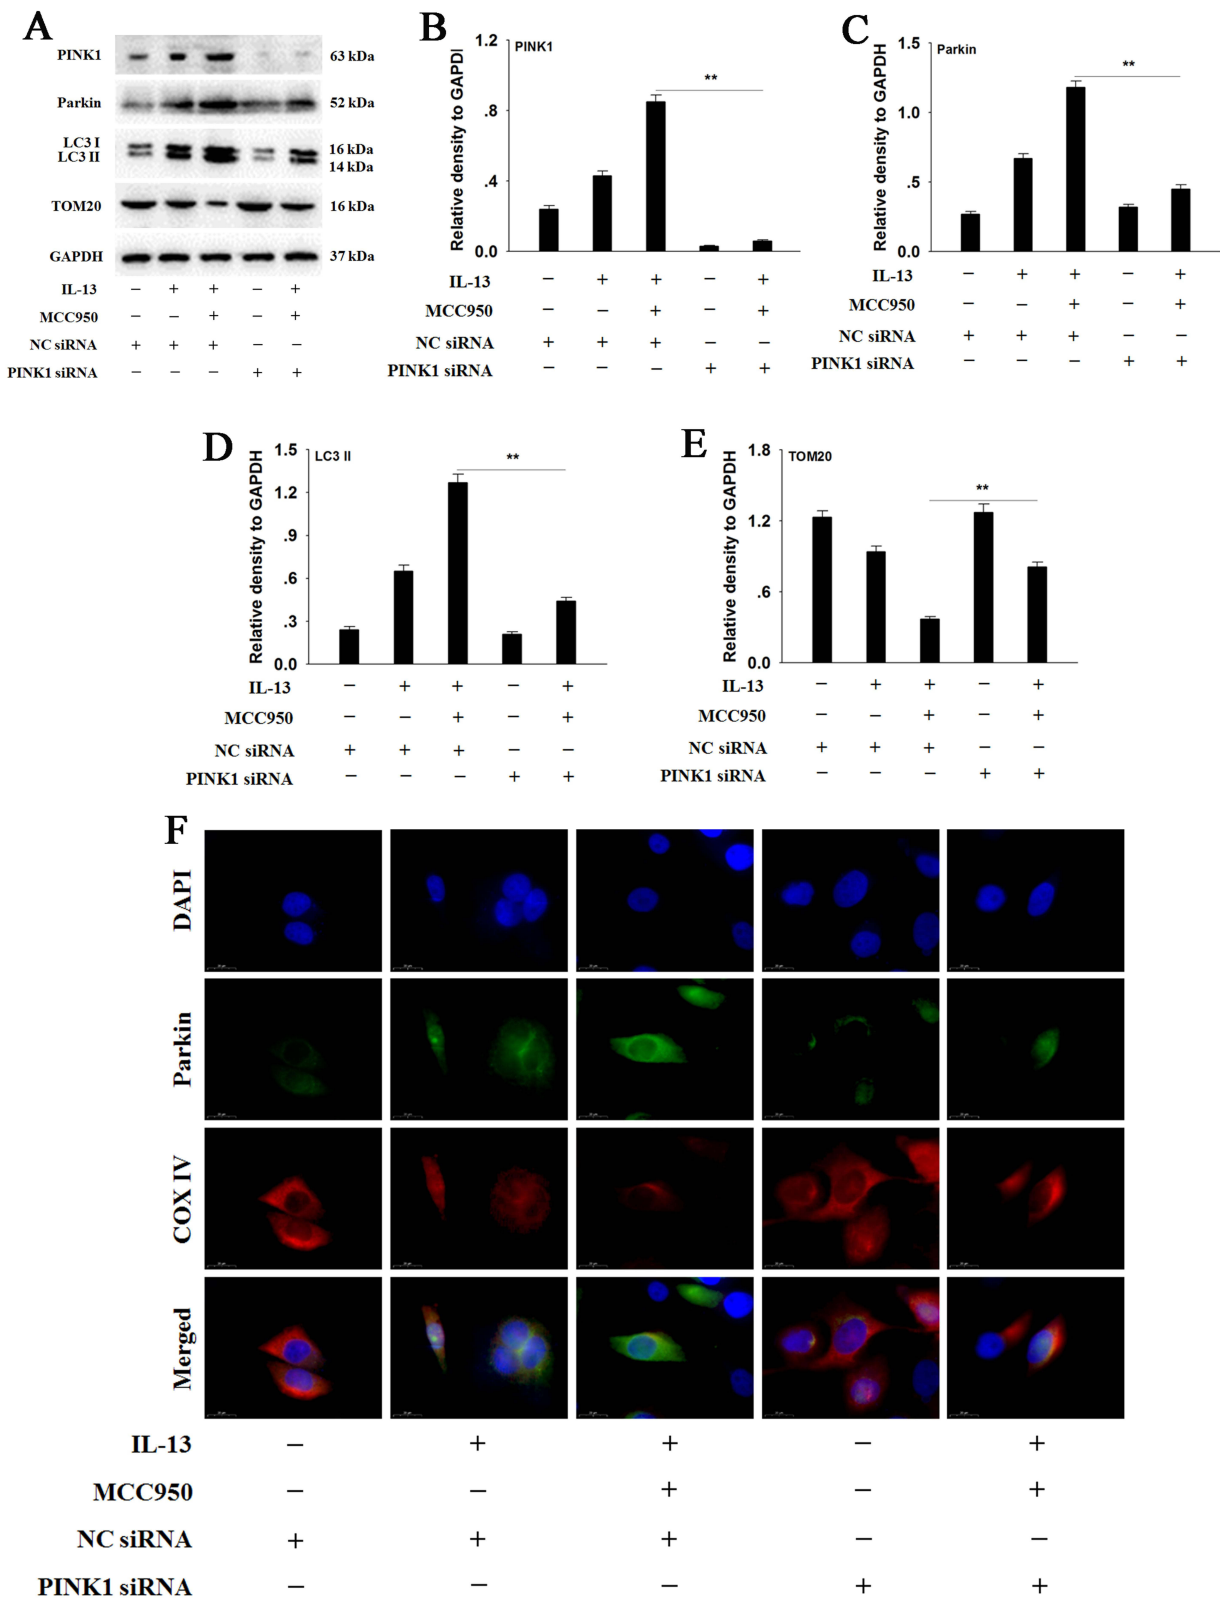 A
PINK1 63 kDa
Parkin 52 kDa
LC3 I 16 kDa
LC3 II 14 kDa
TOM20 16 kDa
GAPDH 37 kDa
IL-13 − + + − +
MCC950 − − + − +
NC siRNA + + + − −
PINK1 siRNA − − − + +
B
PINK1
Relative density to GAPD
1.2
.8
.4
0.0
**
IL-13 − + + − +
MCC950 − − + − +
NC siRNA + + + − −
PINK1 siRNA − − − + +
C
Parkin
Relative density to GAPDH
1.5
1.0
.5
0.0
**
IL-13 − + + − +
MCC950 − − + − +
NC siRNA + + + − −
PINK1 siRNA − − − + +
D
LC3 II
Relative density to GAPDH
1.5
1.2
.9
.6
.3
0.0
**
IL-13 − + + − +
MCC950 − − + − +
NC siRNA + + + − −
PINK1 siRNA − − − + +
E
TOM20
Relative density to GAPDH
1.8
1.2
.6
0.0
**
IL-13 − + + − +
MCC950 − − + − +
NC siRNA + + + − −
PINK1 siRNA − − − + +
F
DAPI
Parkin
COX IV
Merged
IL-13 − + + − +
MCC950 − − + − +
NC siRNA + + + − −
PINK1 siRNA − − − + +